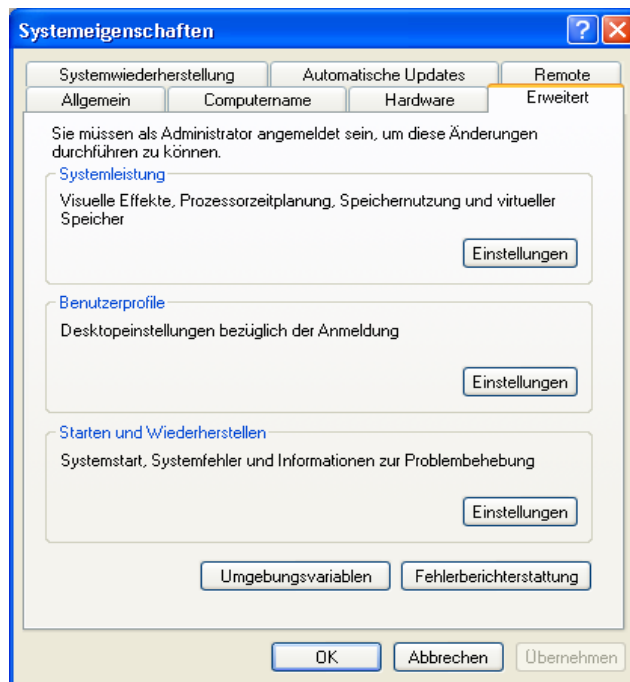 Systemeigenschaften
Systemwiederherstellung Automatische Updates Remote
Allgemein Computername Hardware Erweitert
Sie müssen als Administrator angemeldet sein, um diese Änderungen
durchführen zu können.
Systemleistung
Visuelle Effekte, Prozessorzeitplanung, Speichernutzung und virtueller
Speicher
Einstellungen
Benutzerprofile
Desktopeinstellungen bezüglich der Anmeldung
Einstellungen
Starten und Wiederherstellen
Systemstart, Systemfehler und Informationen zur Problembehebung
Einstellungen
Umgebungsvariablen Fehlerberichterstattung
OK Abbrechen Übernehmen